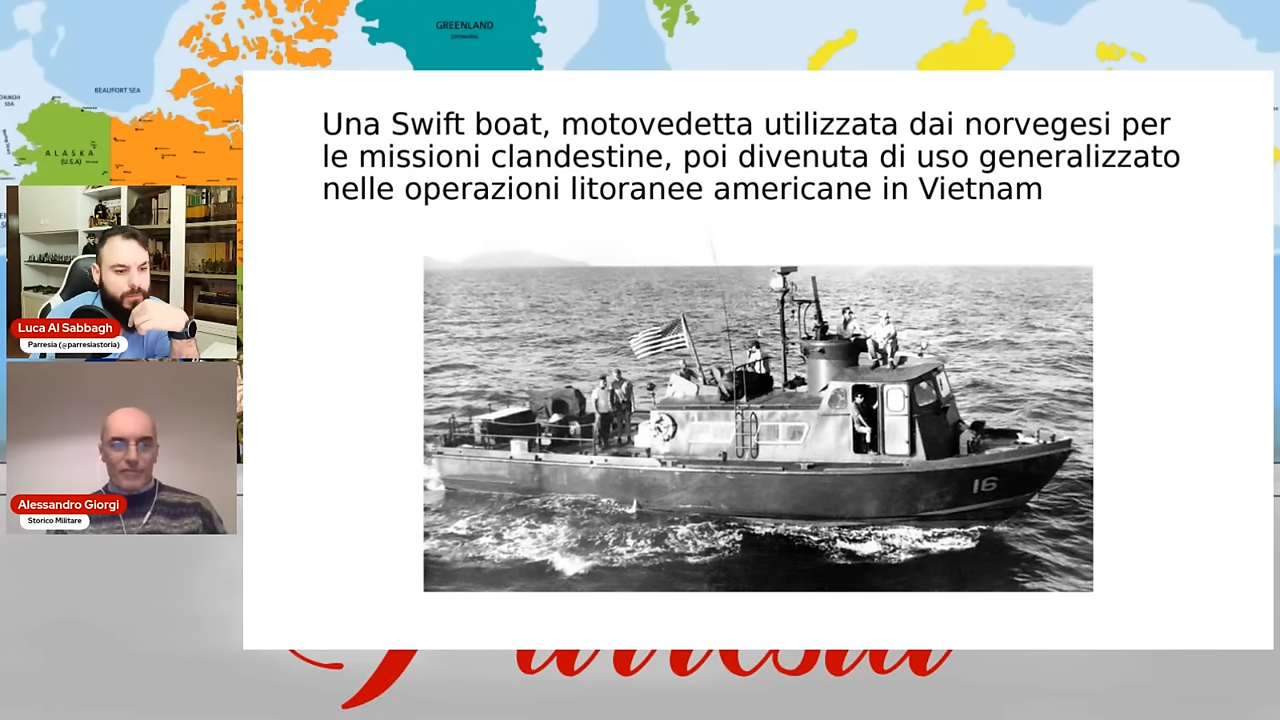 GREENLAND
BEAUFORT SEA
ALASKA
(U.S.A)
Una Swift boat, motovedetta utilizzata dai norvegesi per
le missioni clandestine, poi divenuta di uso generalizzato
nelle operazioni litoranee americane in Vietnam
16
Luca Al Sabbagh
Parresia (@parresiastoria)
Alessandro Giorgi
Storico Militare
Parresia